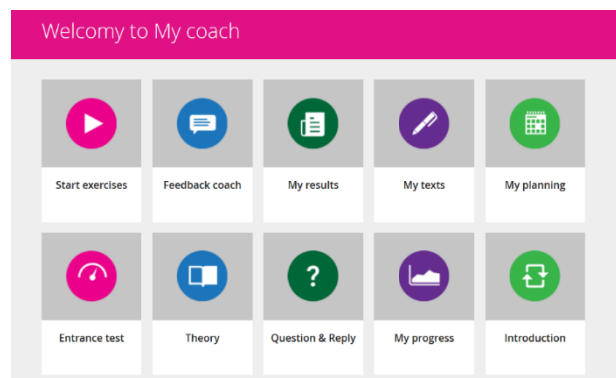 Welcomy to My coach
Start exercises
Feedback coach
My results
My texts
My planning
?
Entrance test
Theory
Question & Reply
My progress
Introduction